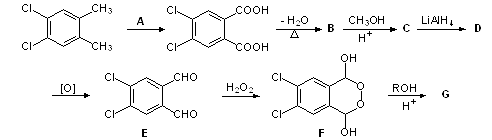 Cl CH₃ Cl CH₃
A
Cl COOH Cl COOH
- H₂O Δ
B
CH₃OH H⁺
C
LiAlH₄
D
[O]
Cl CHO Cl CHO
E
H₂O₂
OH Cl O Cl O OH
F
ROH H⁺
G